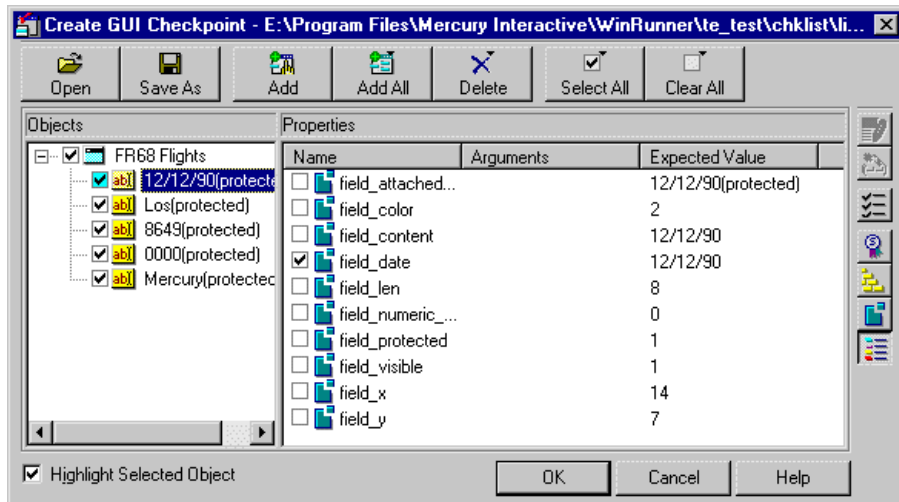 Create GUI Checkpoint - E:\Program Files\Mercury Interactive\WinRunner\te_test\chklist\li...
Open Save As Add Add All Delete Select All Clear All
Objects Properties
FR68 Flights
12/12/90(protecte
Los(protected)
8649(protected)
0000(protected)
Mercury(protected
Name Arguments Expected Value
field_attached... 12/12/90(protected)
field_color 2
field_content 12/12/90
field_date 12/12/90
field_len 8
field_numeric_... 0
field_protected 1
field_visible 1
field_x 14
field_y 7
Highlight Selected Object OK Cancel Help